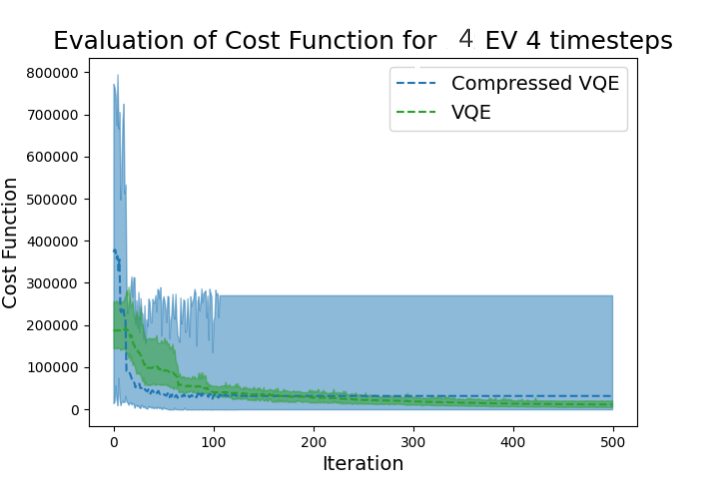 Evaluation of Cost Function for 4 EV 4 timesteps
Compressed VQE
VQE
800000
700000
600000
500000
400000
300000
200000
100000
0
Cost Function
0 100 200 300 400 500
Iteration